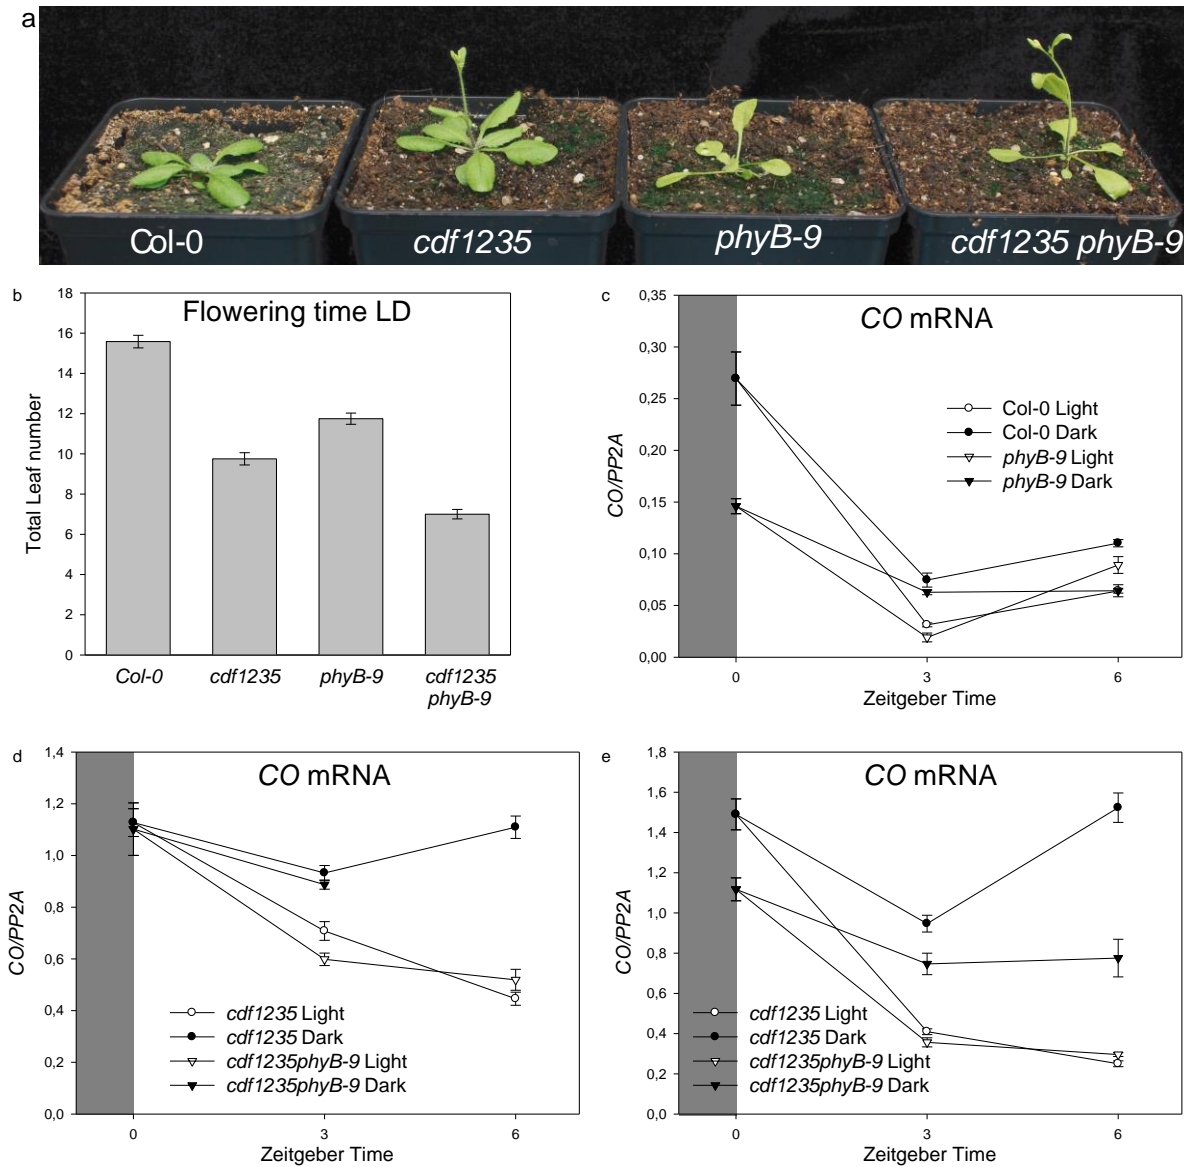 a
Col-0
cdf1235
phyB-9
cdf1235 phyB-9
b
Flowering time LD
18
16
14
12
10
8
6
4
2
0
Total Leaf number
Col-0
cdf1235
phyB-9
cdf1235
phyB-9
c
CO mRNA
0,35
0,30
0,25
0,20
0,15
0,10
0,05
0,00
CO/PP2A
Col-0 Light
Col-0 Dark
phyB-9 Light
phyB-9 Dark
0
3
6
Zeitgeber Time
d
CO mRNA
1,4
1,2
1,0
0,8
0,6
0,4
0,2
0,0
CO/PP2A
cdf1235 Light
cdf1235 Dark
cdf1235phyB-9 Light
cdf1235phyB-9 Dark
0
3
6
Zeitgeber Time
e
CO mRNA
1,8
1,6
1,4
1,2
1,0
0,8
0,6
0,4
0,2
0,0
CO/PP2A
cdf1235 Light
cdf1235 Dark
cdf1235phyB-9 Light
cdf1235phyB-9 Dark
0
3
6
Zeitgeber Time